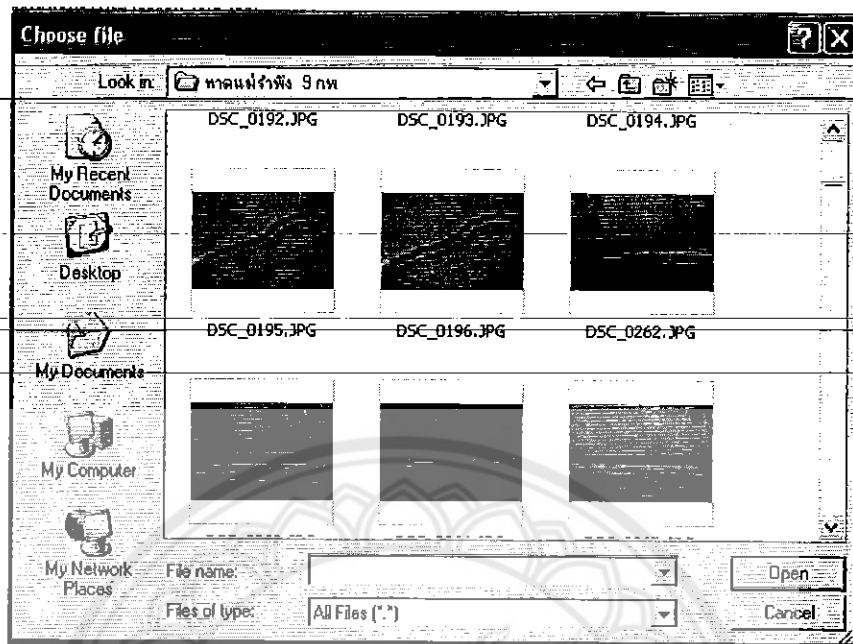 Choose file
Look in: หาดแม่รำพึง 9 กพ
My Recent
Documents
Desktop
My Documents
My Computer
My Network
Places
DSC_0192.JPG DSC_0193.JPG DSC_0194.JPG
DSC_0195.JPG DSC_0196.JPG DSC_0262.JPG
File name: Open
Files of type: All Files (*.*) Cancel